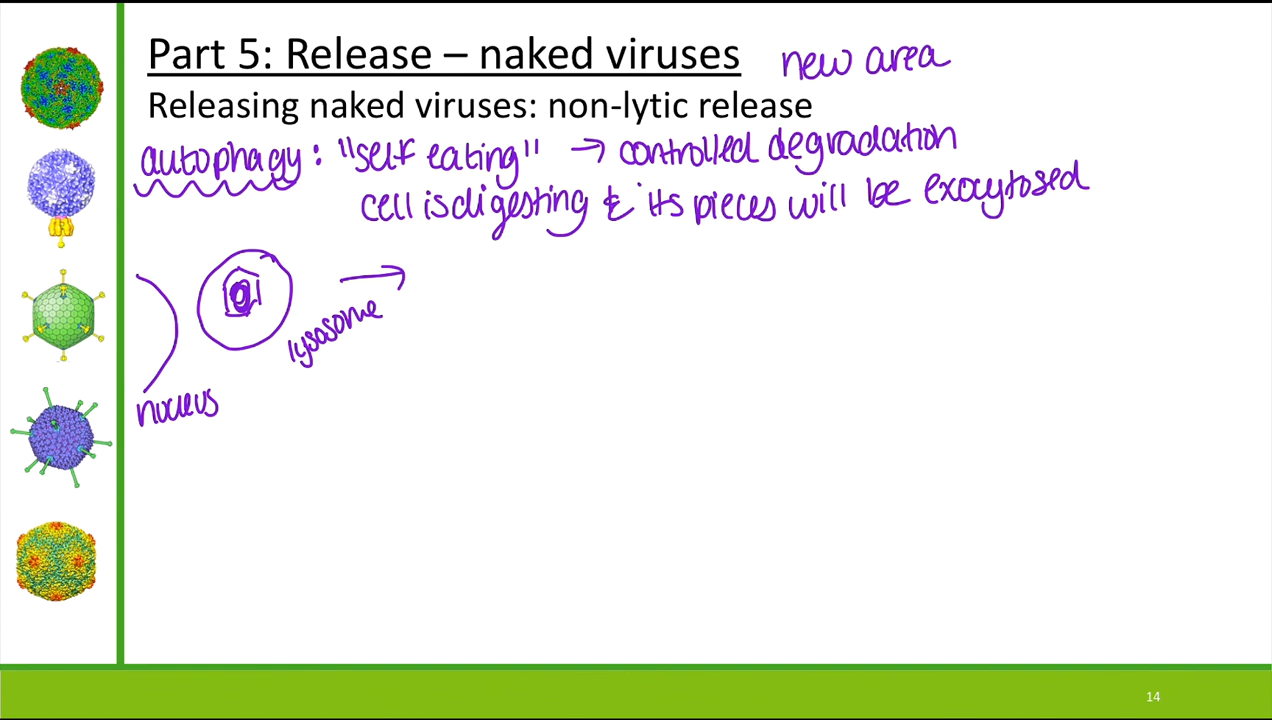 Part 5: Release – naked viruses new area
Releasing naked viruses: non-lytic release
autophagy: "self eating" → controlled degradation
cell is digesting & its pieces will be exocytosed
lysosome
nucleus
14